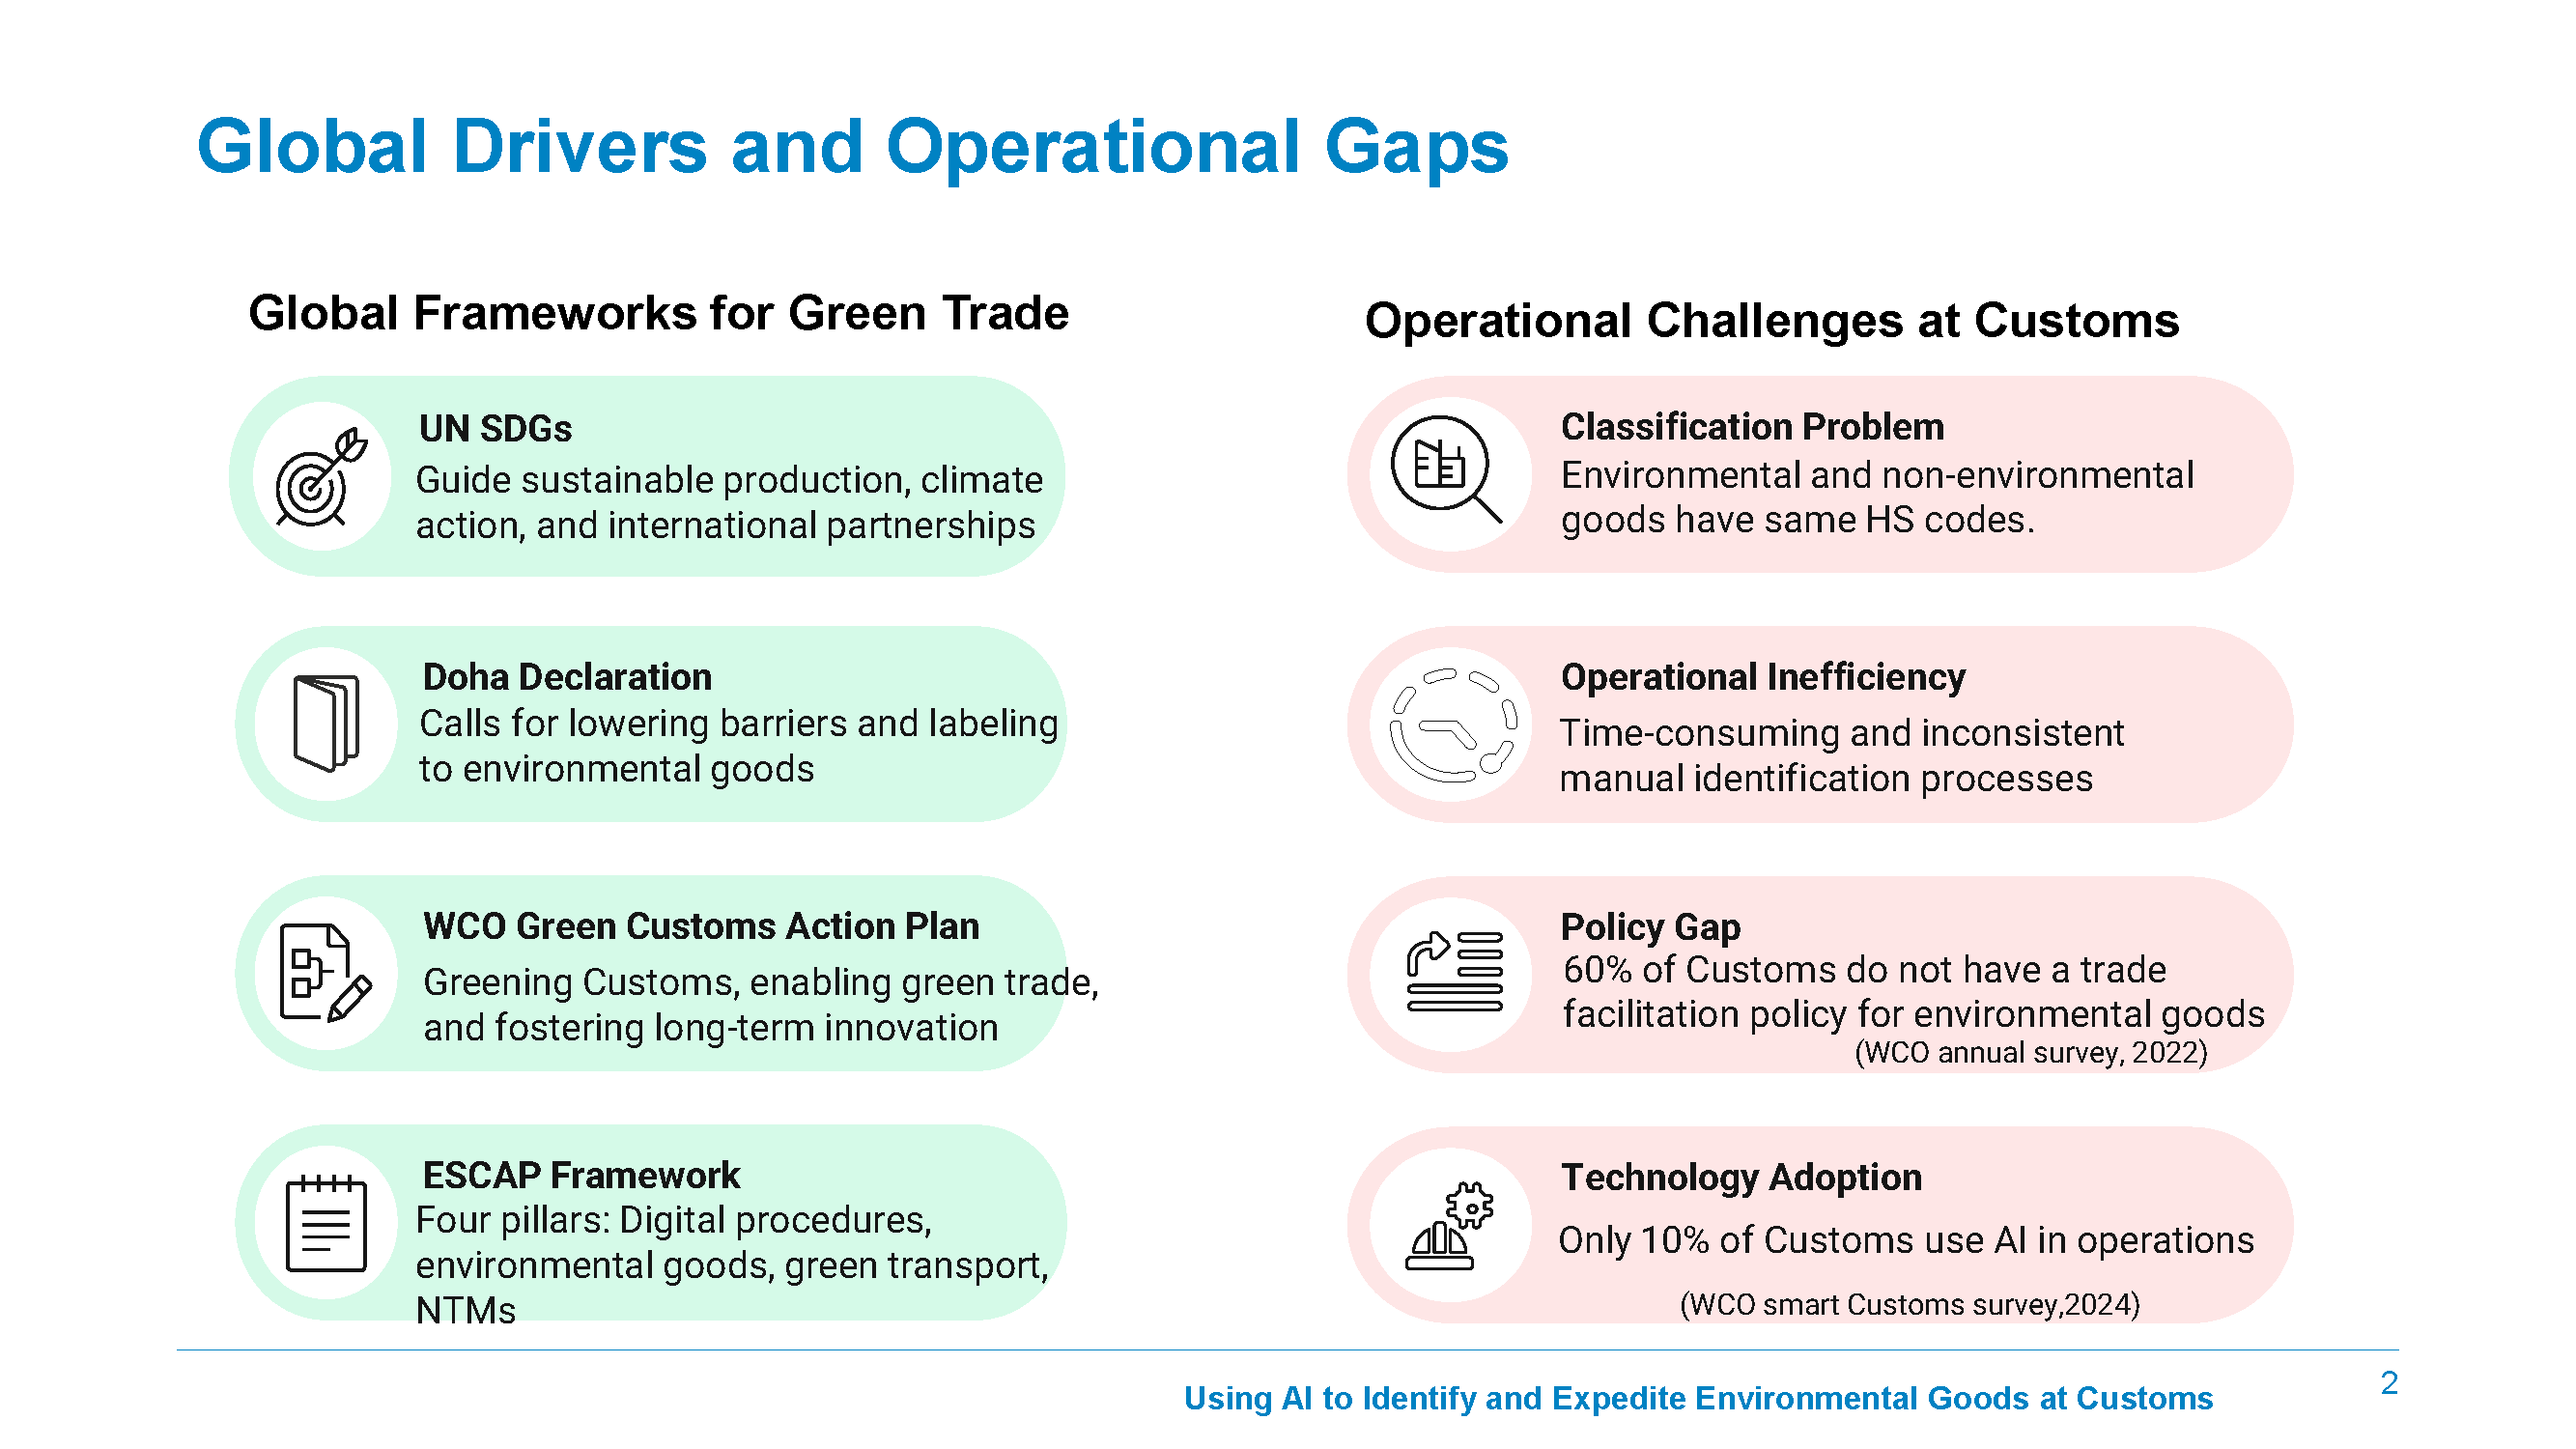 Global Drivers and Operational Gaps
Global Frameworks for Green Trade
UN SDGs
Guide sustainable production, climate
action, and international partnerships
Doha Declaration
Calls for lowering barriers and labeling
to environmental goods
WCO Green Customs Action Plan
Greening Customs, enabling green trade,
and fostering long-term innovation
ESCAP Framework
Four pillars: Digital procedures,
environmental goods, green transport,
NTMs
Operational Challenges at Customs
Classification Problem
Environmental and non-environmental
goods have same HS codes.
Operational Inefficiency
Time-consuming and inconsistent
manual identification processes
Policy Gap
60% of Customs do not have a trade
facilitation policy for environmental goods
(WCO annual survey, 2022)
Technology Adoption
Only 10% of Customs use AI in operations
(WCO smart Customs survey,2024)
Using AI to Identify and Expedite Environmental Goods at Customs
2